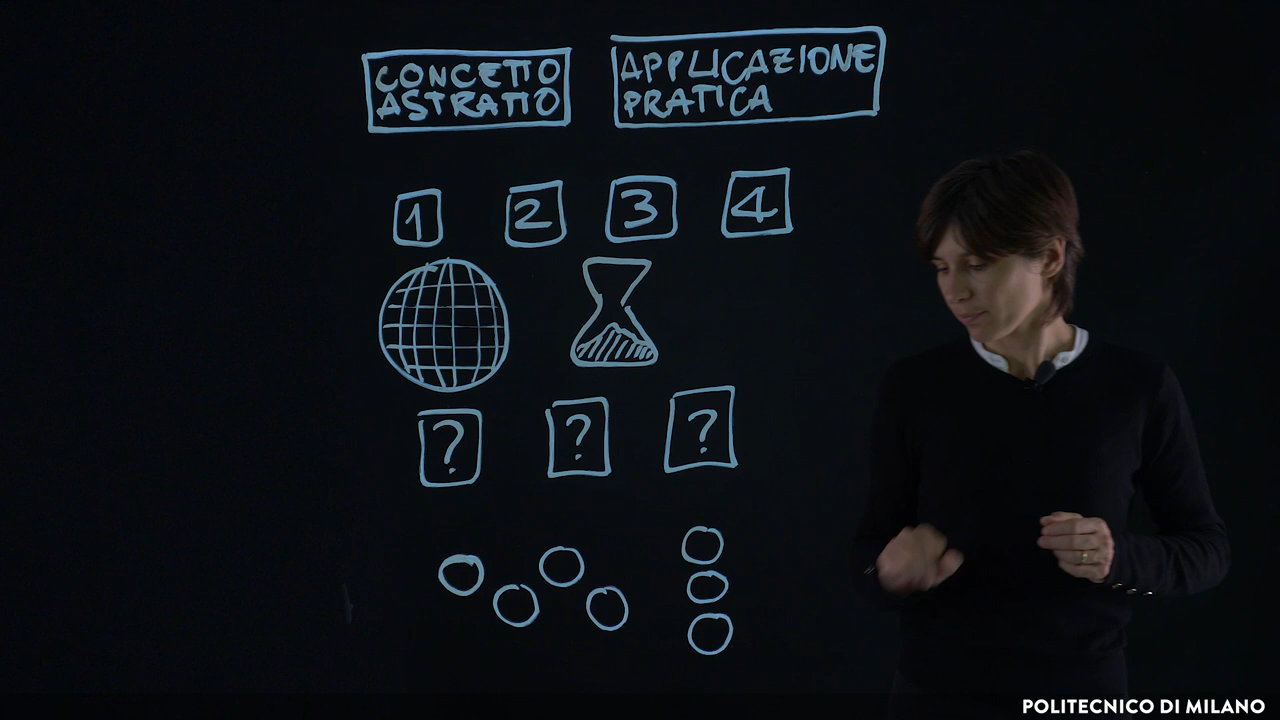 CONCETTO
ASTRATTO
APPLICAZIONE
PRATICA
1 2 3 4
? ? ?
POLITECNICO DI MILANO